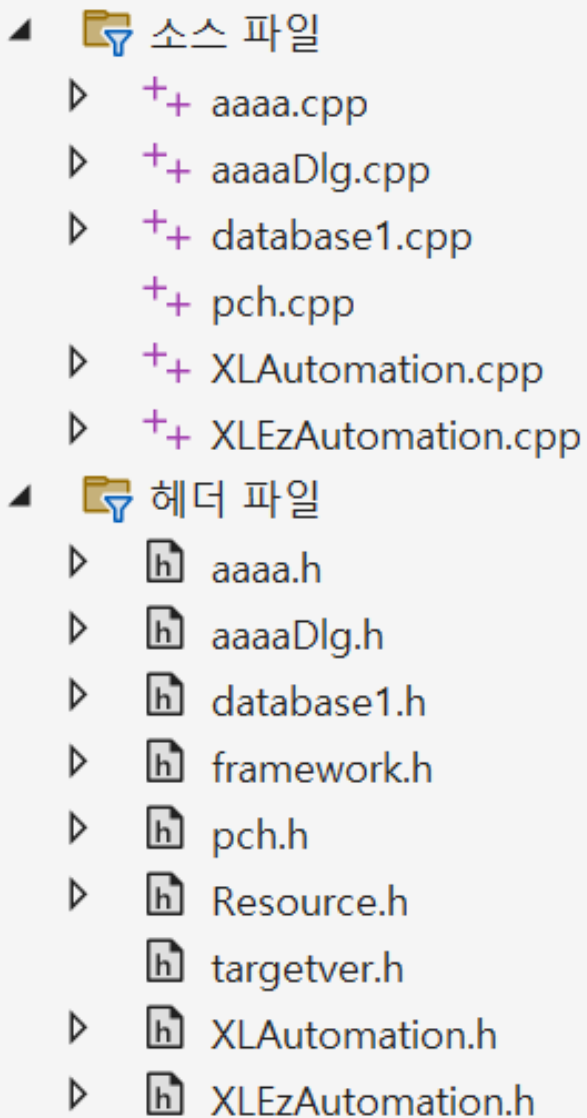 소스 파일
aaaa.cpp
aaaaDlg.cpp
database1.cpp
pch.cpp
XLAutomation.cpp
XLEzAutomation.cpp
헤더 파일
aaaa.h
aaaaDlg.h
database1.h
framework.h
pch.h
Resource.h
targetver.h
XLAutomation.h
XLEzAutomation.h